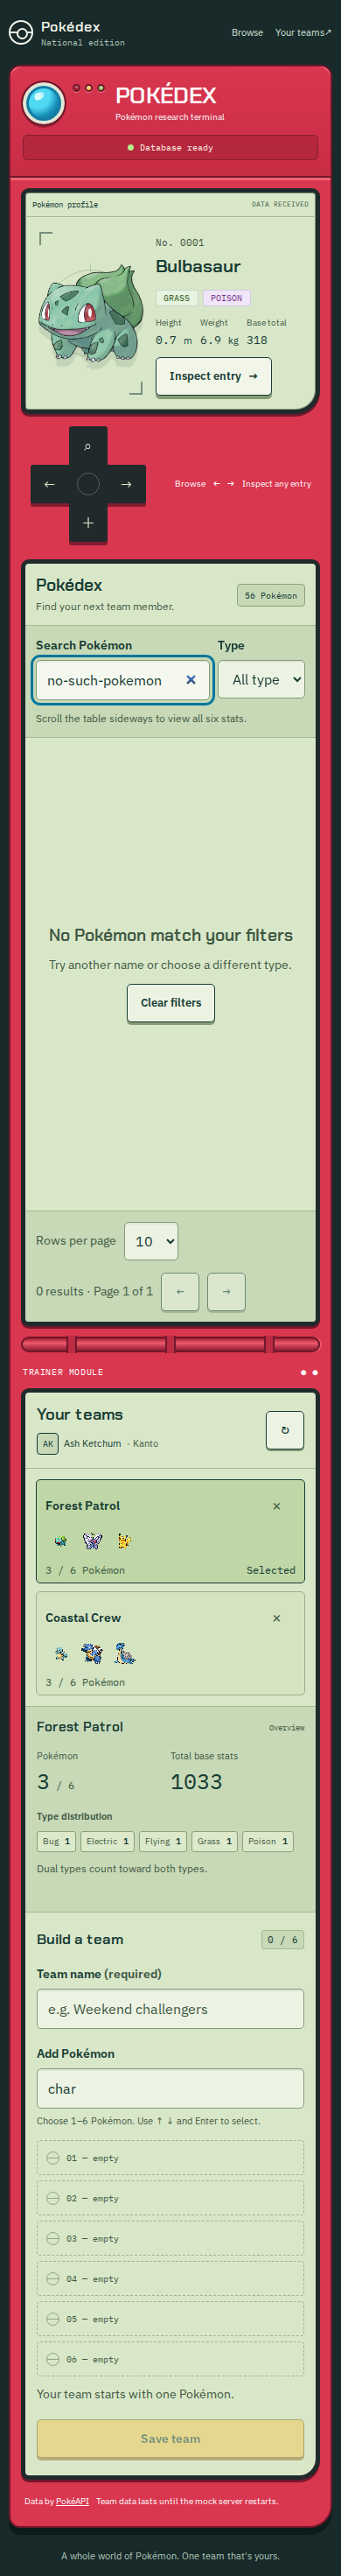 Pokédex
National edition
Browse
Your teams↗
POKÉDEX
Pokémon research terminal
Database ready
Pokémon profile
DATA RECEIVED
No. 0001
Bulbasaur
GRASS
POISON
Height Weight Base total
0.7 m 6.9 kg 318
Inspect entry →
Browse ← → Inspect any entry
Pokédex
Find your next team member.
56 Pokémon
Search Pokémon
Type
no-such-pokemon
All type
Scroll the table sideways to view all six stats.
No Pokémon match your filters
Try another name or choose a different type.
Clear filters
Rows per page 10
0 results · Page 1 of 1 ← →
TRAINER MODULE
Your teams
AK Ash Ketchum · Kanto
Forest Patrol ×
3 / 6 Pokémon Selected
Coastal Crew ×
3 / 6 Pokémon
Forest Patrol
Overview
Pokémon Total base stats
3 / 6 1033
Type distribution
Bug 1 Electric 1 Flying 1 Grass 1 Poison 1
Dual types count toward both types.
Build a team
0 / 6
Team name (required)
e.g. Weekend challengers
Add Pokémon
char
Choose 1–6 Pokémon. Use ↑ ↓ and Enter to select.
01 — empty
02 — empty
03 — empty
04 — empty
05 — empty
06 — empty
Your team starts with one Pokémon.
Save team
Data by PokéAPI Team data lasts until the mock server restarts.
A whole world of Pokémon. One team that's yours.